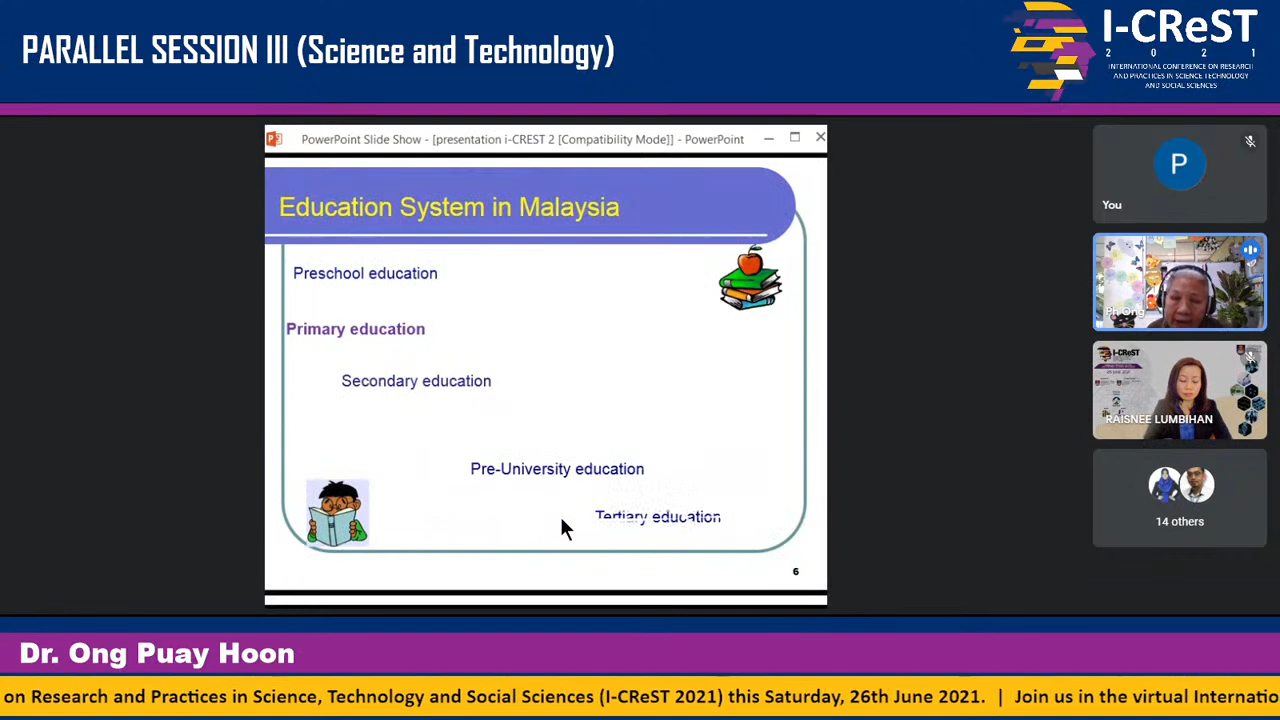 PARALLEL SESSION III (Science and Technology)
I-CReST
2 0 2 1
INTERNATIONAL CONFERENCE ON RESEARCH
AND PRACTICES IN SCIENCE TECHNOLOGY
AND SOCIAL SCIENCES
PowerPoint Slide Show - [presentation i-CREST 2 [Compatibility Mode]] - PowerPoint
Education System in Malaysia
Preschool education
Primary education
Secondary education
Pre-University education
Tertiary education
6
P
You
Ph Ong
I-CReST
RAISNEE LUMBIHAN
14 others
Dr. Ong Puay Hoon
on Research and Practices in Science, Technology and Social Sciences (I-CReST 2021) this Saturday, 26th June 2021. | Join us in the virtual Internatio